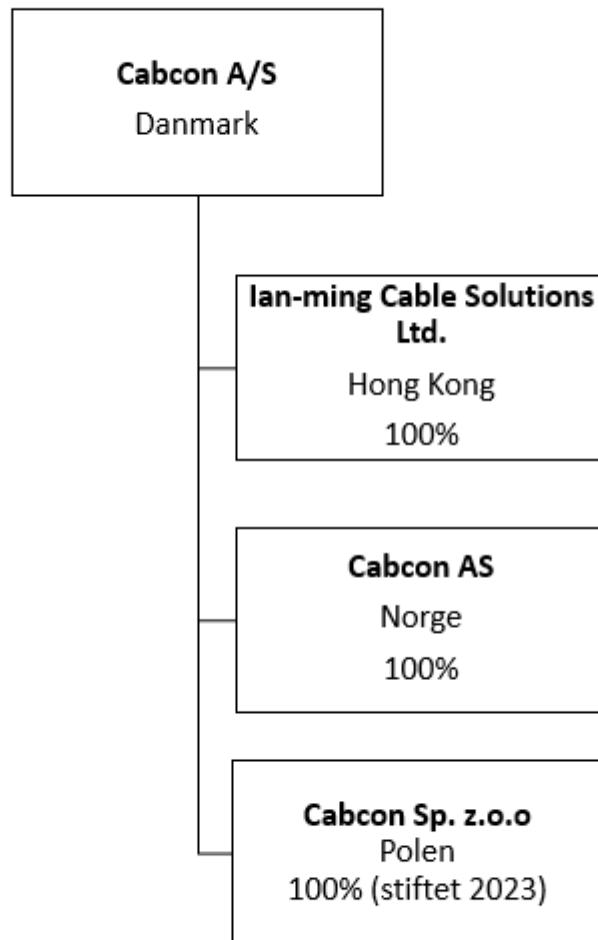 Cabcon A/S
Danmark
Ian-ming Cable Solutions
Ltd.
Hong Kong
100%
Cabcon AS
Norge
100%
Cabcon Sp. z.o.o
Polen
100% (stiftet 2023)